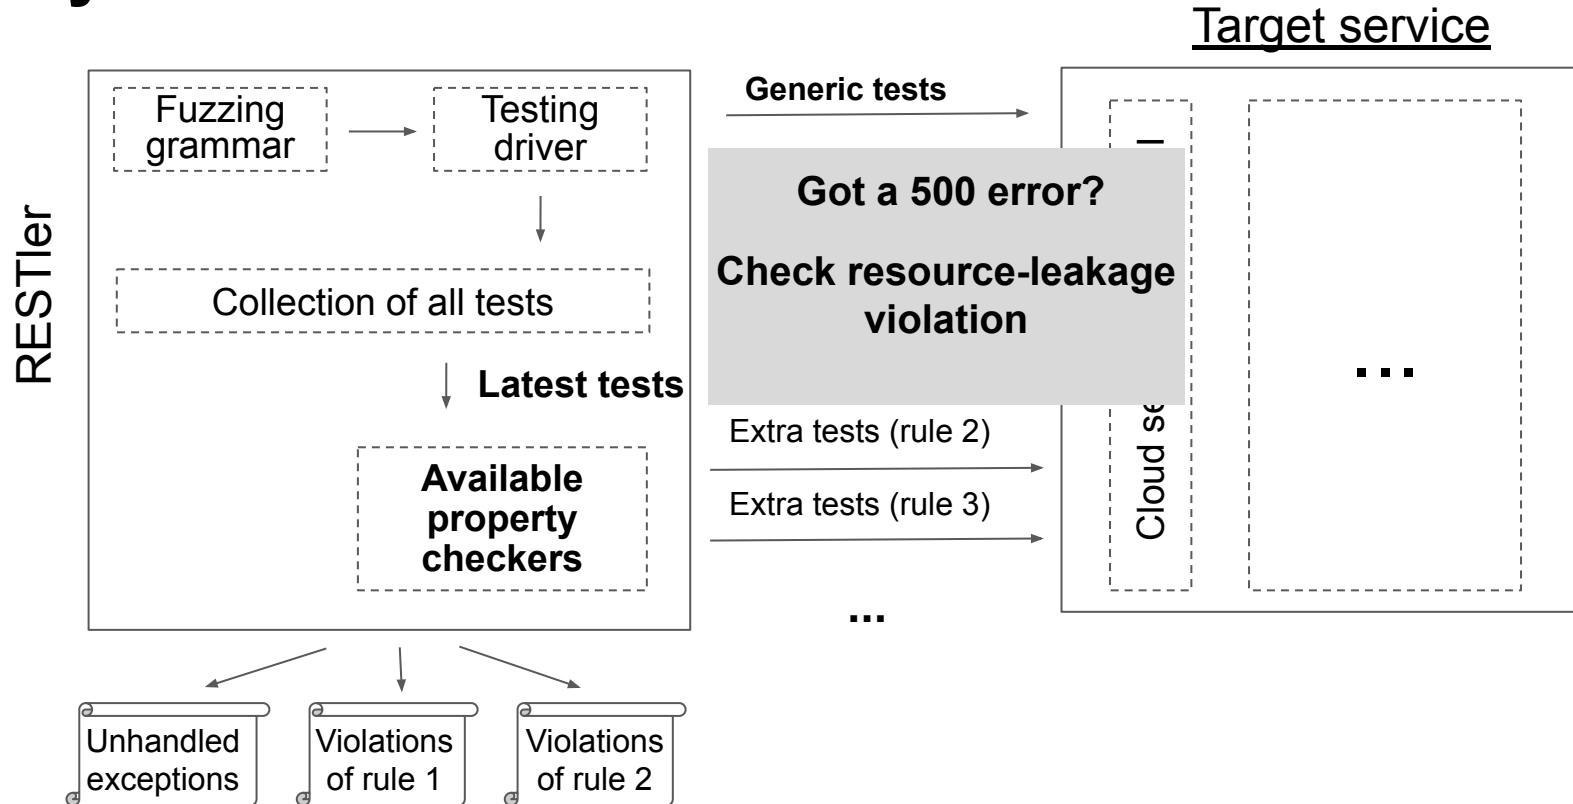 Target service
RESTler
Fuzzing
grammar
Testing
driver
Collection of all tests
Latest tests
Available
property
checkers
Generic tests
Got a 500 error?
Check resource-leakage
violation
Extra tests (rule 2)
Extra tests (rule 3)
...
Cloud
...
Unhandled
exceptions
Violations
of rule 1
Violations
of rule 2